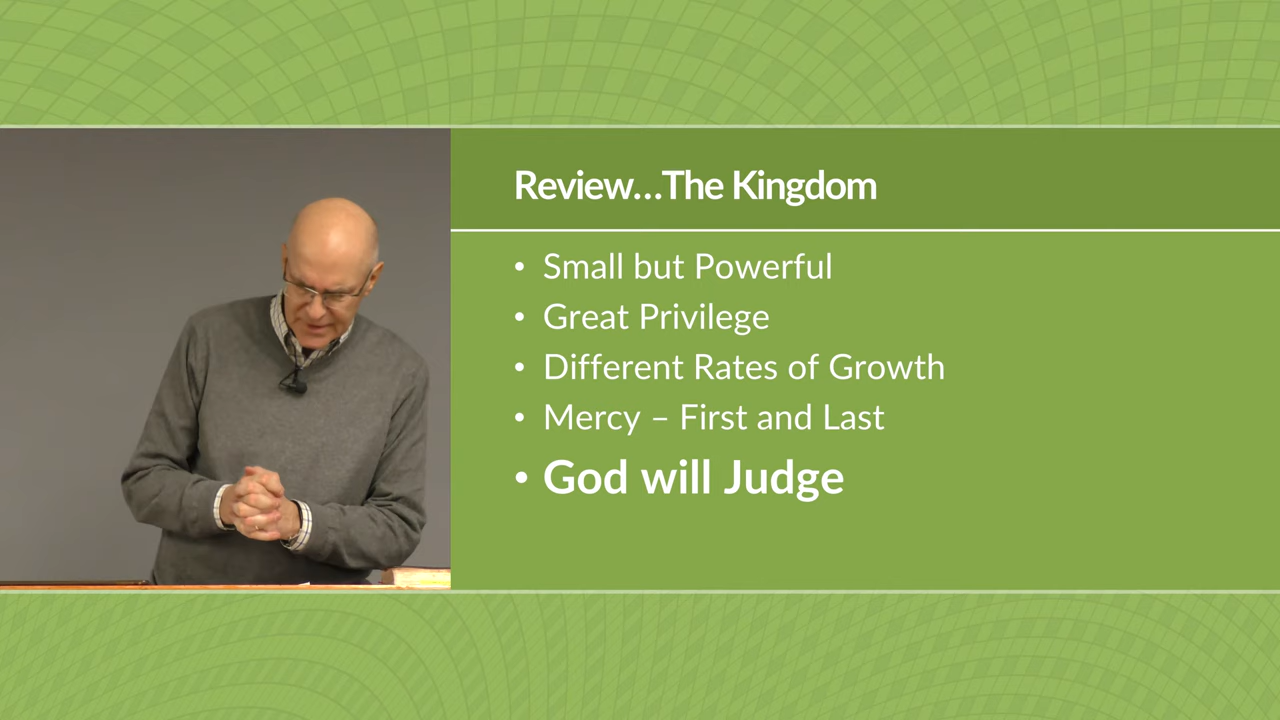 Review...The Kingdom
• Small but Powerful
• Great Privilege
• Different Rates of Growth
• Mercy – First and Last
• God will Judge